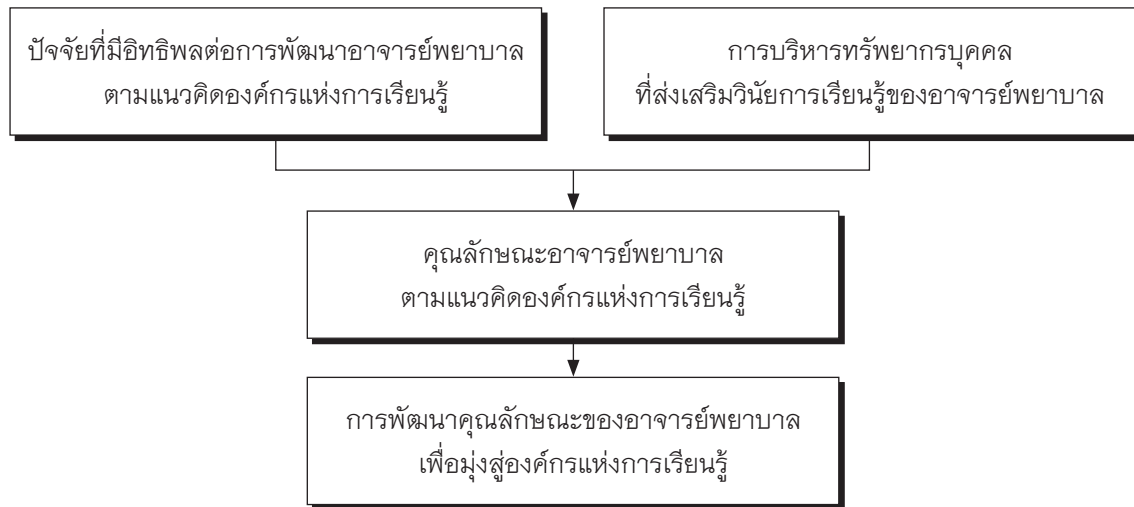 ปัจจัยที่มีอิทธิพลต่อการพัฒนาอาจารย์พยาบาล
ตามแนวคิดองค์กรแห่งการเรียนรู้
การบริหารทรัพยากรบุคคล
ที่ส่งเสริมวินัยการเรียนรู้ของอาจารย์พยาบาล
คุณลักษณะอาจารย์พยาบาล
ตามแนวคิดองค์กรแห่งการเรียนรู้
การพัฒนาคุณลักษณะของอาจารย์พยาบาล
เพื่อมุ่งสู่องค์กรแห่งการเรียนรู้